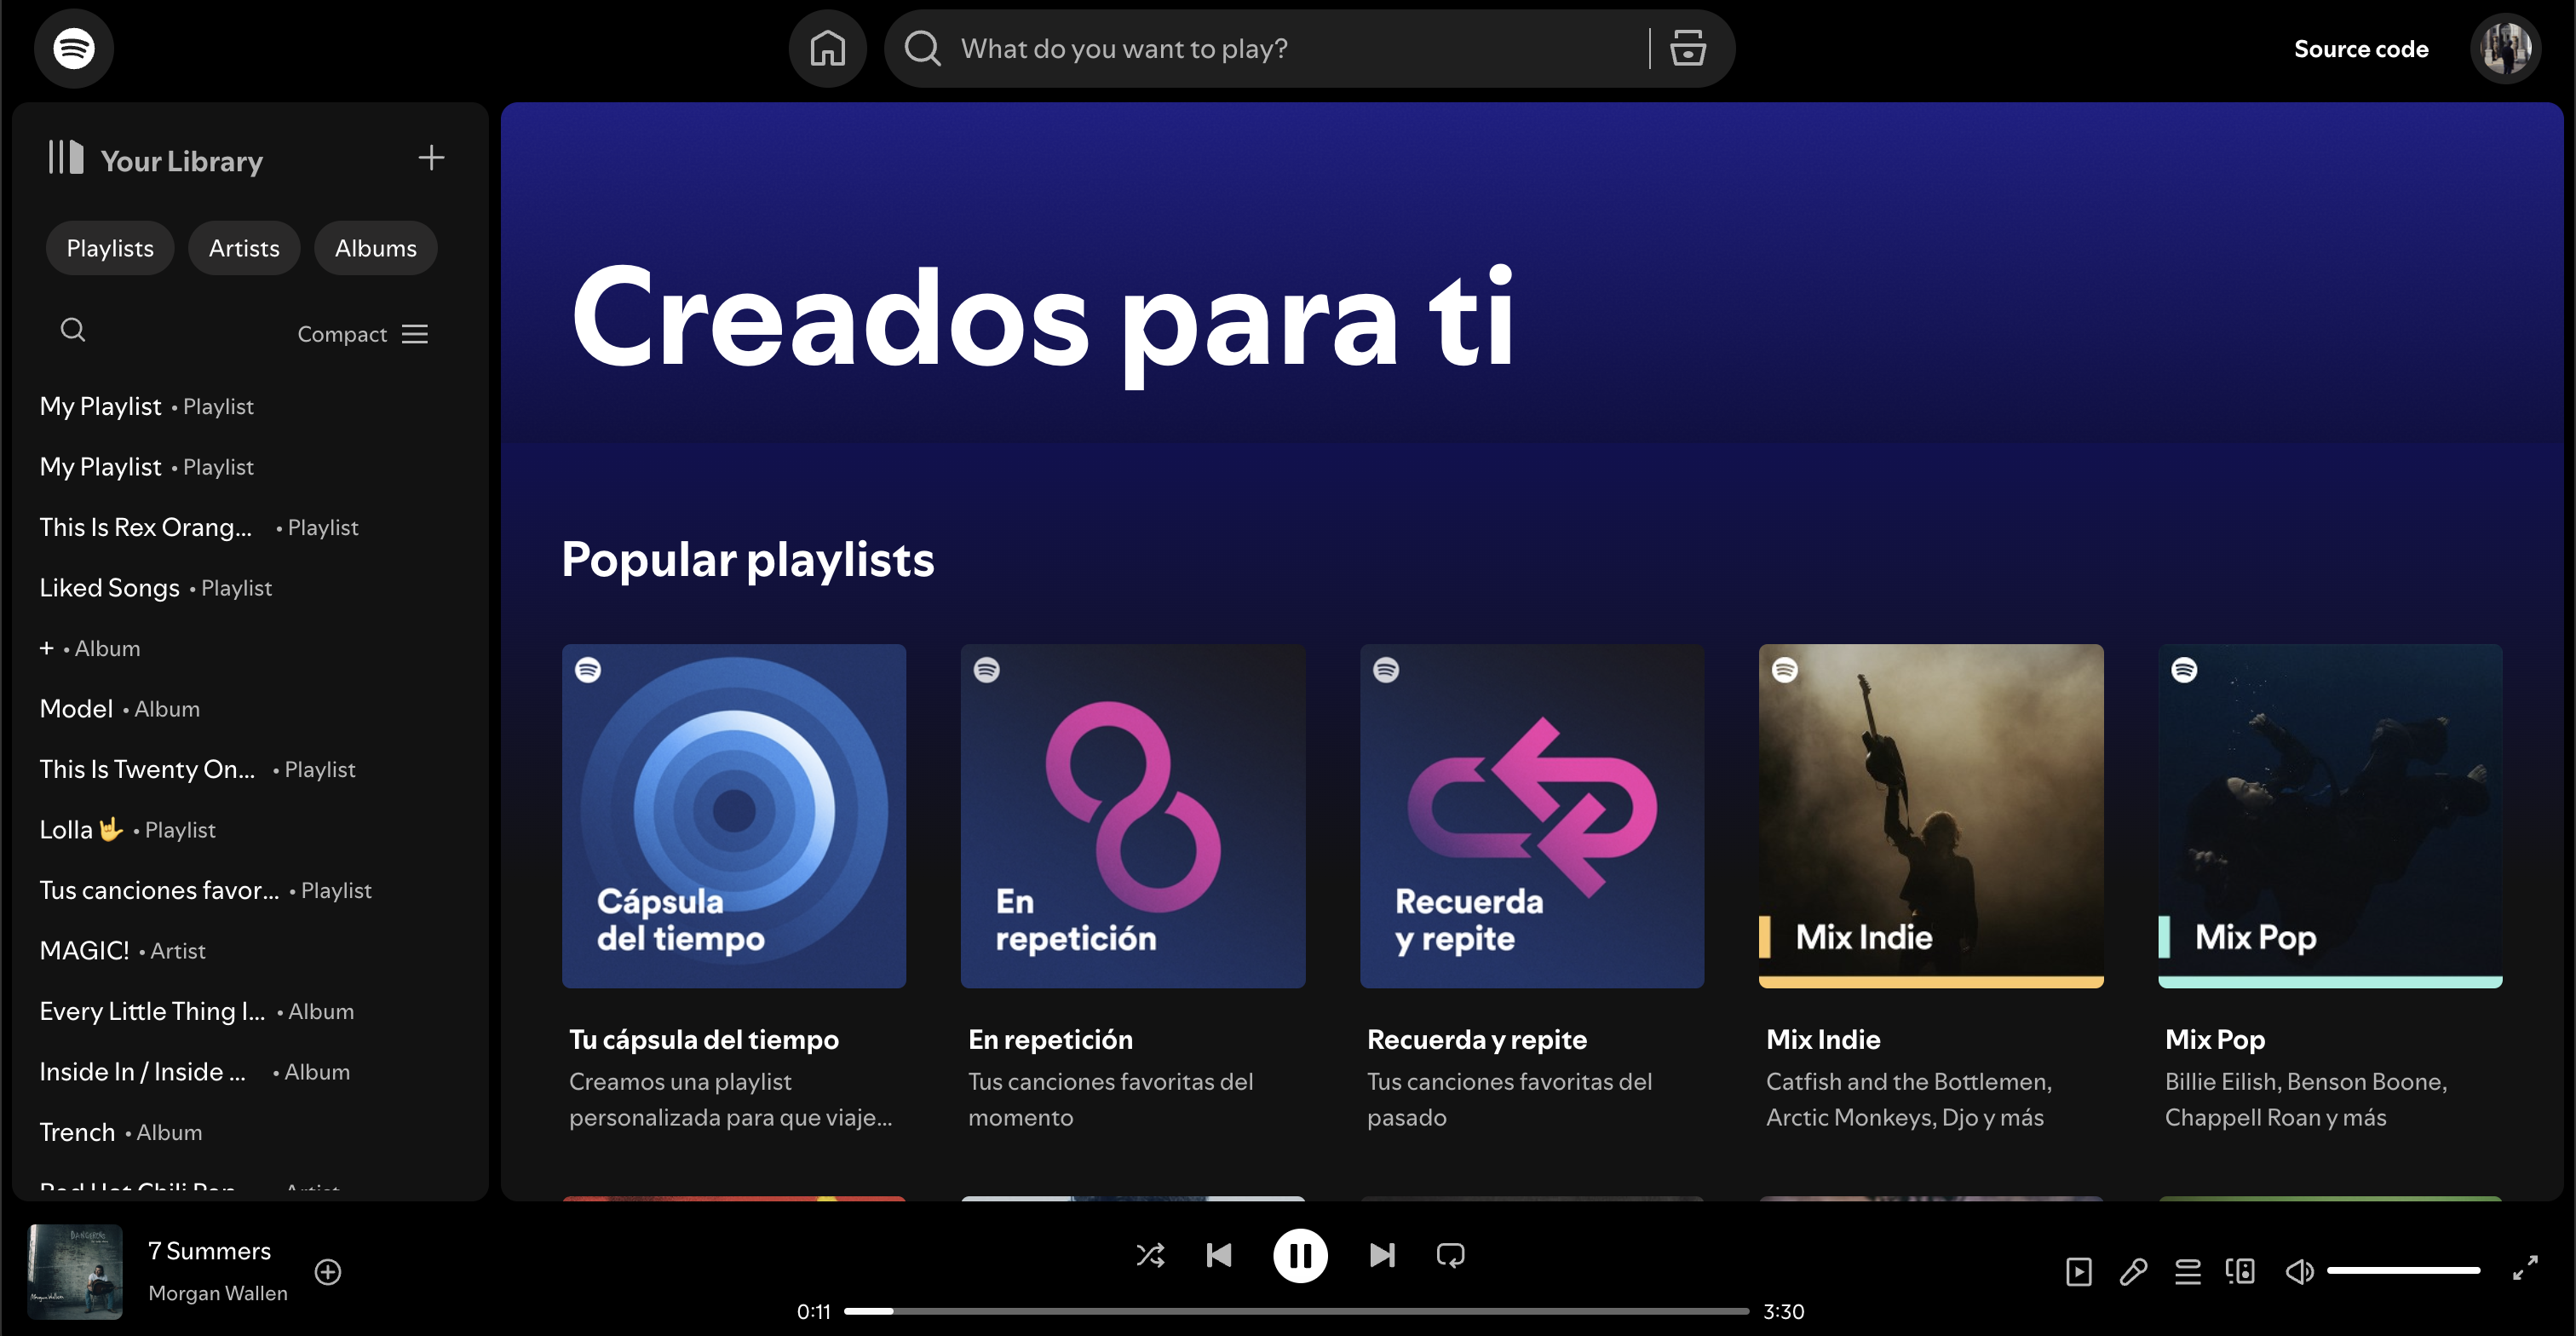 What do you want to play?
Source code
Your Library
Playlists
Artists
Albums
Compact
My Playlist • Playlist
My Playlist • Playlist
This Is Rex Orang... • Playlist
Liked Songs • Playlist
+ • Album
Model • Album
This Is Twenty On... • Playlist
Lolla🤟 • Playlist
Tus canciones favor... • Playlist
MAGIC! • Artist
Every Little Thing I... • Album
Inside In / Inside ... • Album
Trench • Album
Creados para ti
Popular playlists
Cápsula
del tiempo
Tu cápsula del tiempo
Creamos una playlist
personalizada para que viaje...
En
repetición
En repetición
Tus canciones favoritas del
momento
Recuerda
y repite
Recuerda y repite
Tus canciones favoritas del
pasado
Mix Indie
Mix Indie
Catfish and the Bottlemen,
Arctic Monkeys, Djo y más
Mix Pop
Mix Pop
Billie Eilish, Benson Boone,
Chappell Roan y más
DANGEROUS
7 Summers
Morgan Wallen
0:11
3:30